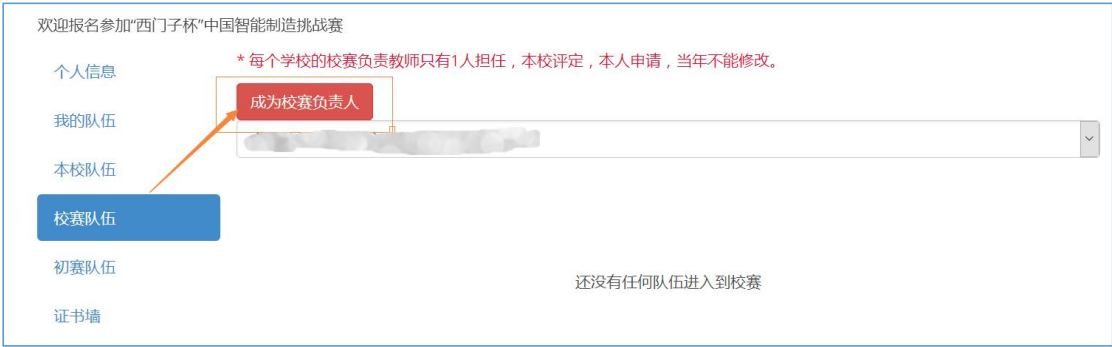 欢迎报名参加“西门子杯”中国智能制造挑战赛
个人信息
我的队伍
本校队伍
校赛队伍
初赛队伍
证书墙
* 每个学校的校赛负责教师只有1人担任，本校评定，本人申请，当年不能修改。
成为校赛负责人
还没有任何队伍进入到校赛